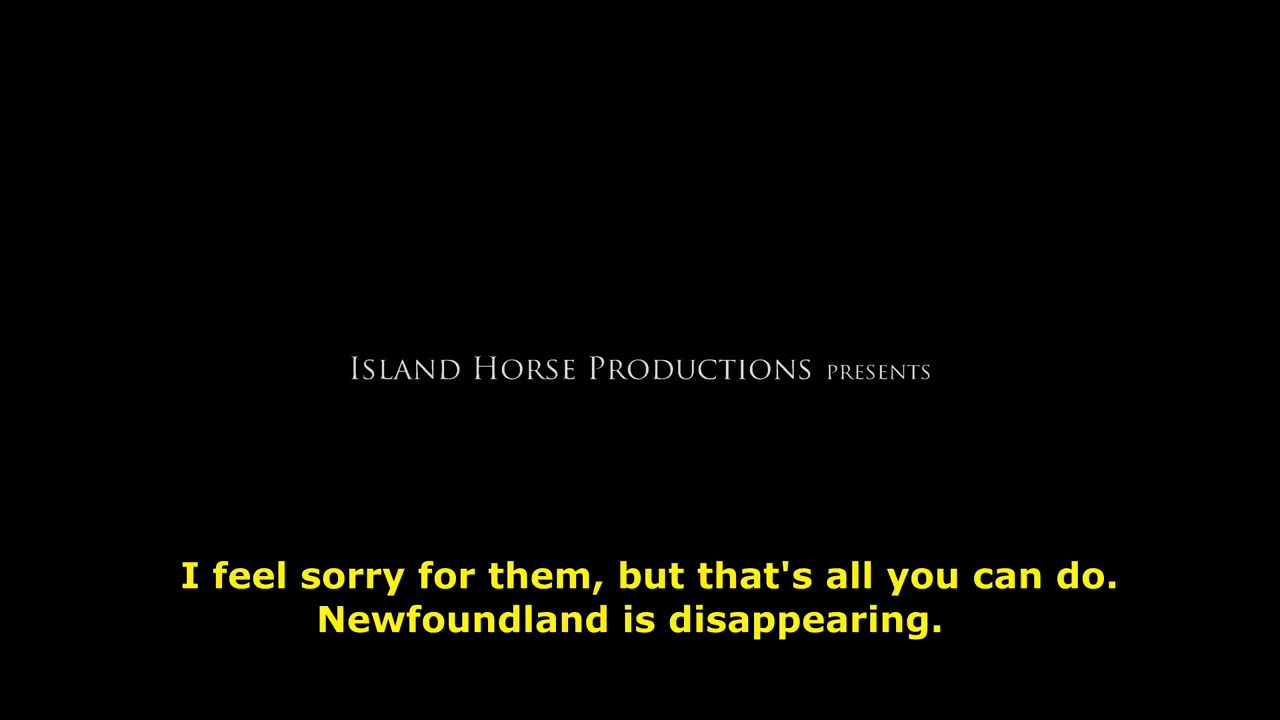 Island Horse Productions presents
I feel sorry for them, but that's all you can do.
Newfoundland is disappearing.